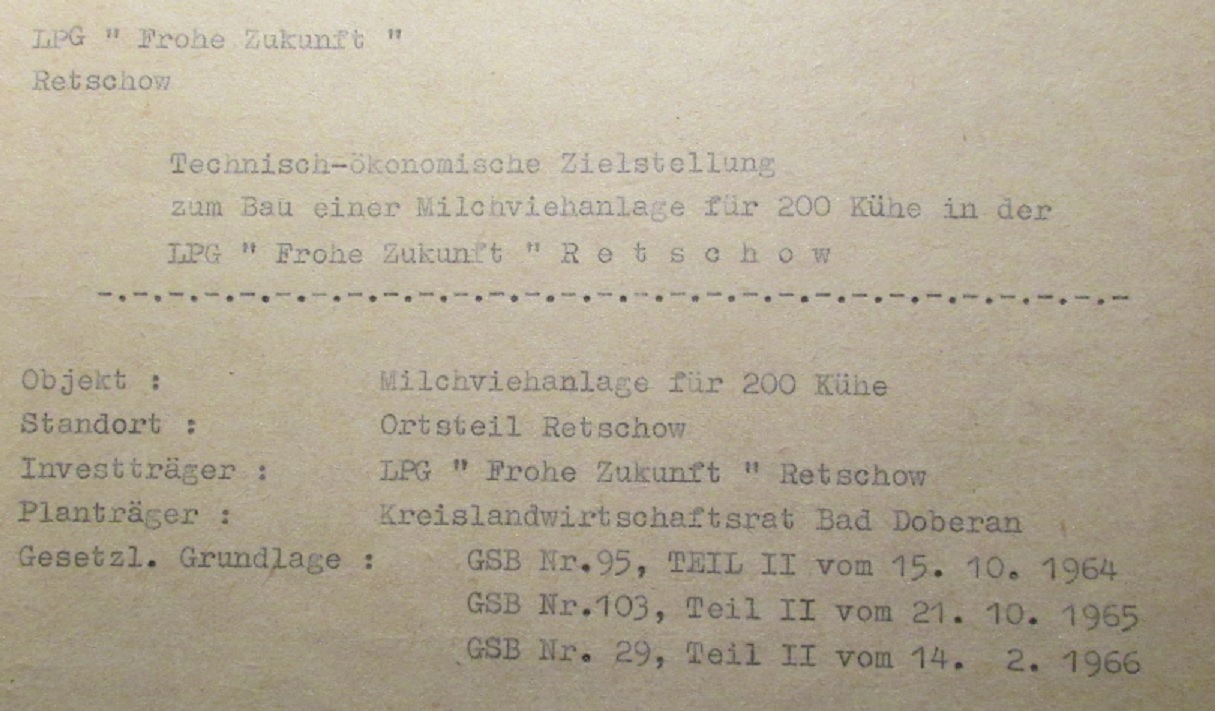 LPG " Frohe Zukunft "
Retschow
Technisch-ökonomische Zielstellung
zum Bau einer Milchviehanlage für 200 Kühe in der
LPG " Frohe Zukunft " R e t s c h o w
-.-.-.-.-.-.-.-.-.-.-.-.-.-.-.-.-.-.-.-.-.-.-.-.-.-.-.-.-.-
Objekt : Milchviehanlage für 200 Kühe
Standort : Ortsteil Retschow
Investträger : LPG " Frohe Zukunft " Retschow
Planträger : Kreislandwirtschaftsrat Bad Doberan
Gesetzl. Grundlage : GSB Nr.95, TEIL II vom 15. 10. 1964
GSB Nr.103, Teil II vom 21. 10. 1965
GSB Nr. 29, Teil II vom 14. 2. 1966